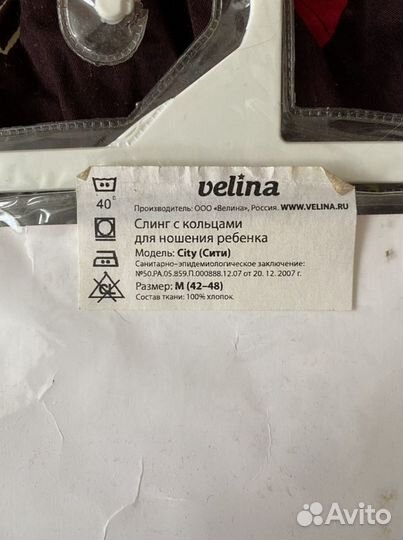 velina
40°
Производитель: ООО «Велина», Россия. WWW.VELINA.RU
Слинг с кольцами
для ношения ребенка
Модель: City (Сити)
Санитарно-эпидемиологическое заключение:
№50.РА.05.859.П.000888.12.07 от 20. 12. 2007 г.
CL
Размер: M (42–48)
Состав ткани: 100% хлопок.
Avito